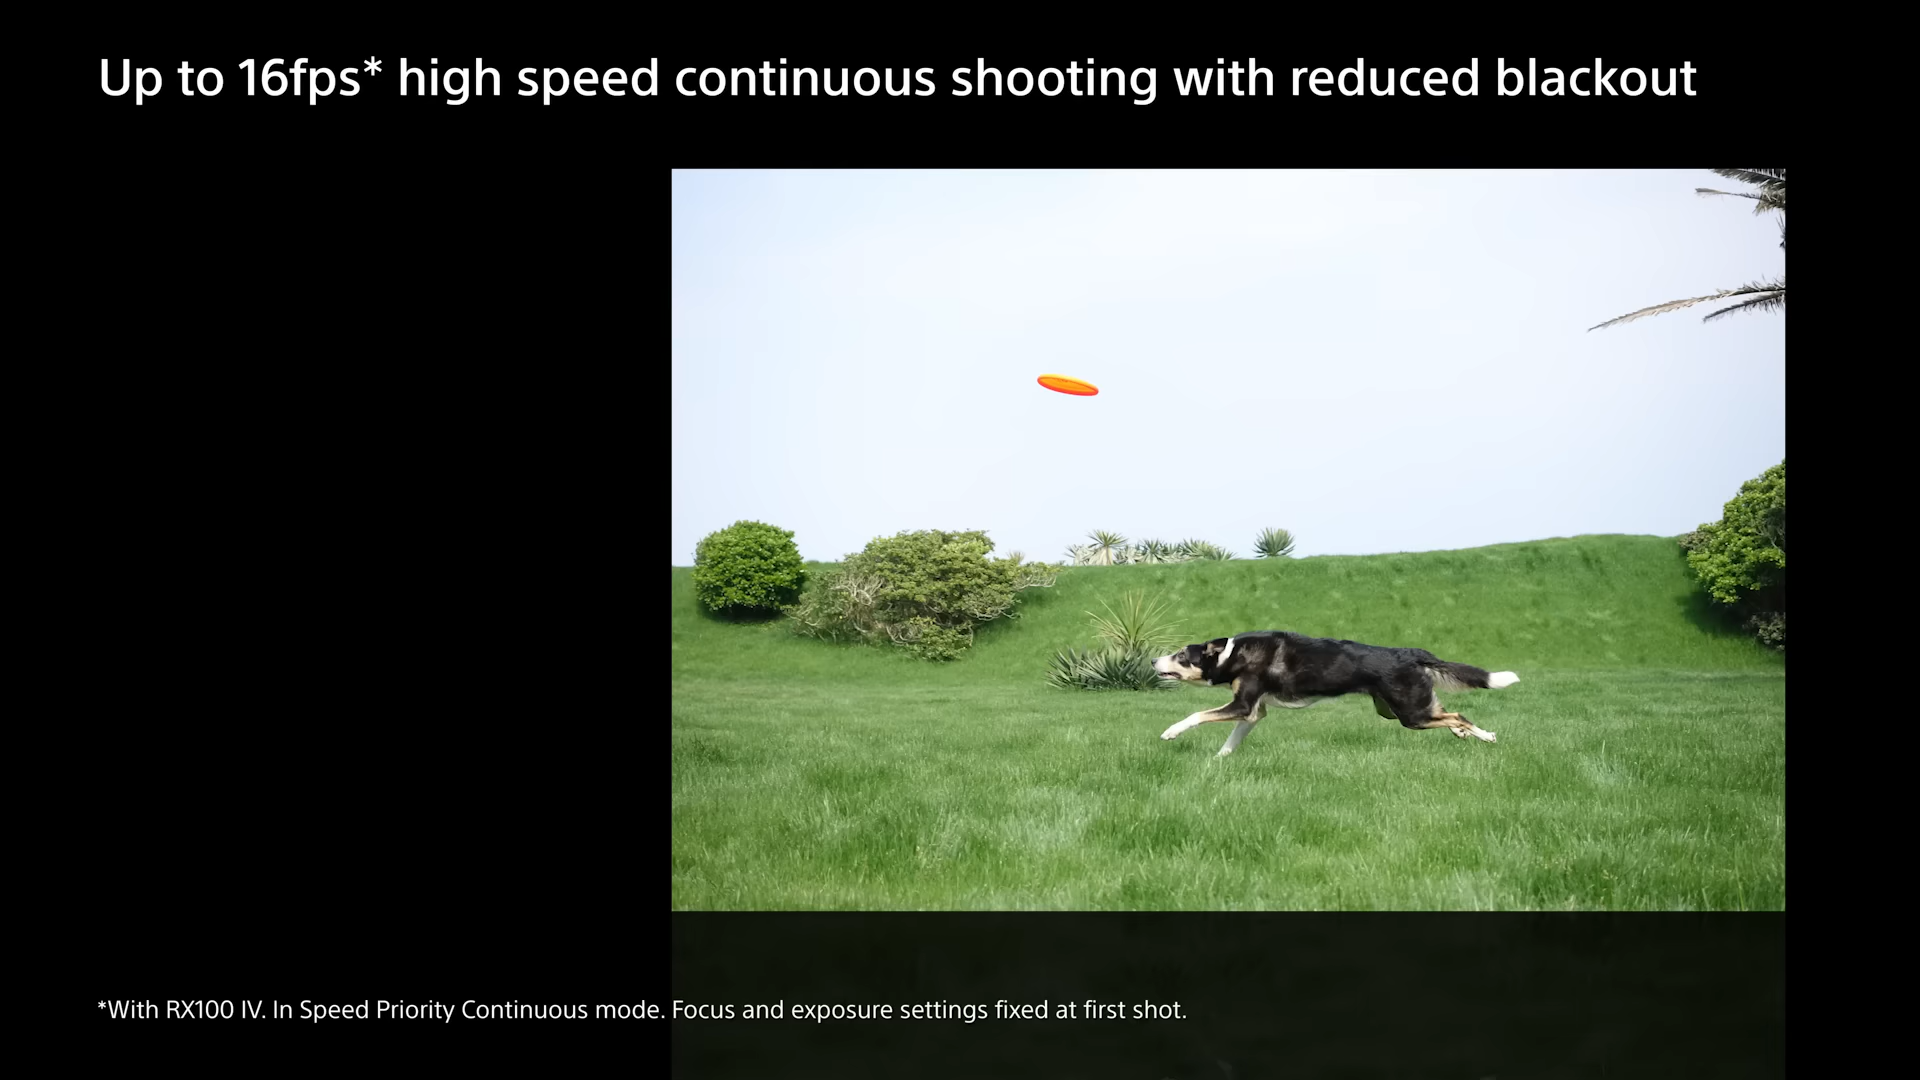 Up to 16fps* high speed continuous shooting with reduced blackout
*With RX100 IV. In Speed Priority Continuous mode. Focus and exposure settings fixed at first shot.